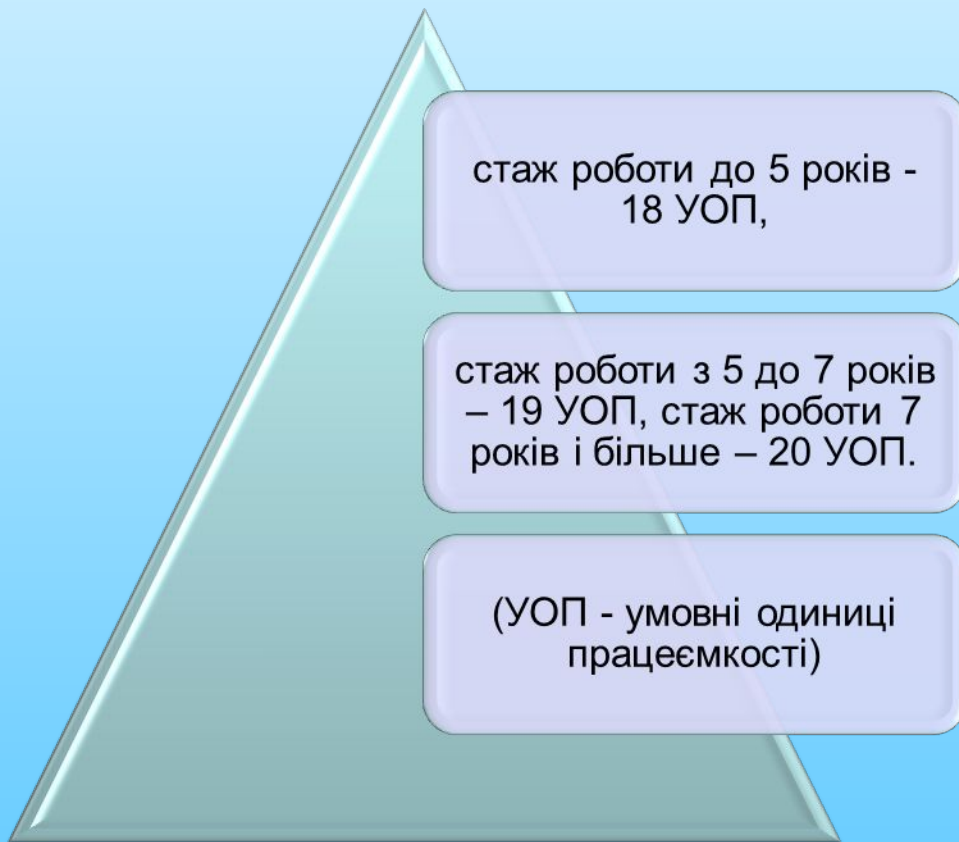 стаж роботи до 5 років -
18 УОП,
стаж роботи з 5 до 7 років
– 19 УОП, стаж роботи 7
років і більше – 20 УОП.
(УОП - умовні одиниці
працеємкості)